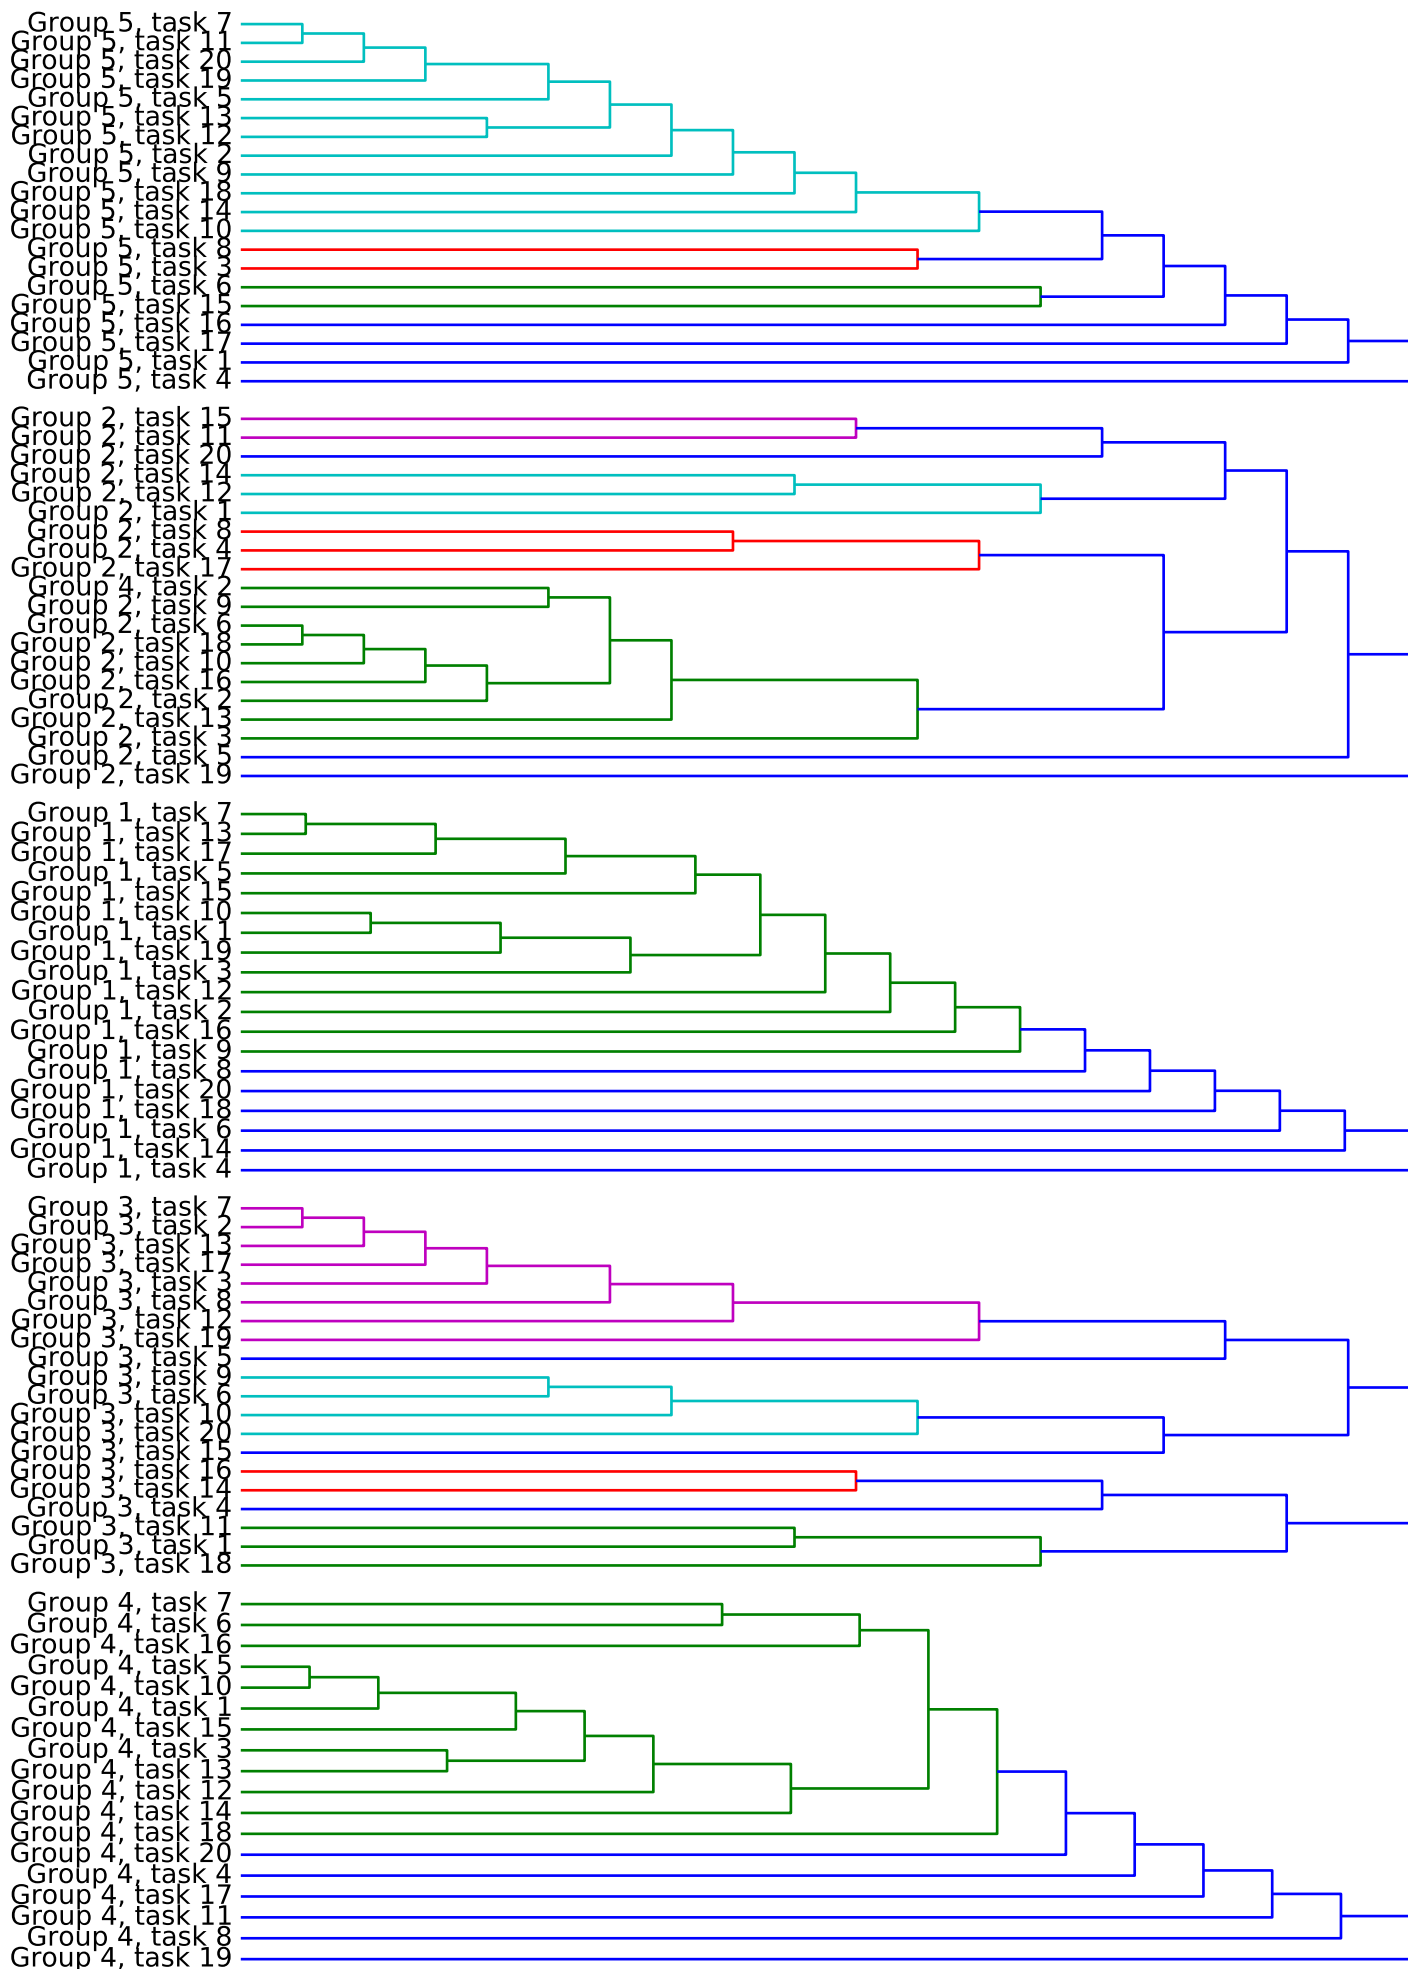 Group 5, task 7
Group 5, task 11
Group 5, task 20
Group 5, task 19
Group 5, task 5
Group 5, task 13
Group 5, task 12
Group 5, task 2
Group 5, task 9
Group 5, task 18
Group 5, task 14
Group 5, task 10
Group 5, task 8
Group 5, task 3
Group 5, task 6
Group 5, task 15
Group 5, task 16
Group 5, task 17
Group 5, task 1
Group 5, task 4
Group 2, task 15
Group 2, task 11
Group 2, task 20
Group 2, task 14
Group 2, task 12
Group 2, task 1
Group 2, task 8
Group 2, task 4
Group 2, task 17
Group 4, task 2
Group 2, task 9
Group 2, task 6
Group 2, task 18
Group 2, task 10
Group 2, task 16
Group 2, task 2
Group 2, task 13
Group 2, task 3
Group 2, task 5
Group 2, task 19
Group 1, task 7
Group 1, task 13
Group 1, task 17
Group 1, task 5
Group 1, task 15
Group 1, task 10
Group 1, task 1
Group 1, task 19
Group 1, task 3
Group 1, task 12
Group 1, task 2
Group 1, task 16
Group 1, task 9
Group 1, task 8
Group 1, task 20
Group 1, task 18
Group 1, task 6
Group 1, task 14
Group 1, task 4
Group 3, task 7
Group 3, task 2
Group 3, task 13
Group 3, task 17
Group 3, task 3
Group 3, task 8
Group 3, task 12
Group 3, task 19
Group 3, task 5
Group 3, task 9
Group 3, task 6
Group 3, task 10
Group 3, task 20
Group 3, task 15
Group 3, task 16
Group 3, task 14
Group 3, task 4
Group 3, task 11
Group 3, task 1
Group 3, task 18
Group 4, task 7
Group 4, task 6
Group 4, task 16
Group 4, task 5
Group 4, task 10
Group 4, task 1
Group 4, task 15
Group 4, task 3
Group 4, task 13
Group 4, task 12
Group 4, task 14
Group 4, task 18
Group 4, task 20
Group 4, task 4
Group 4, task 17
Group 4, task 11
Group 4, task 8
Group 4, task 19